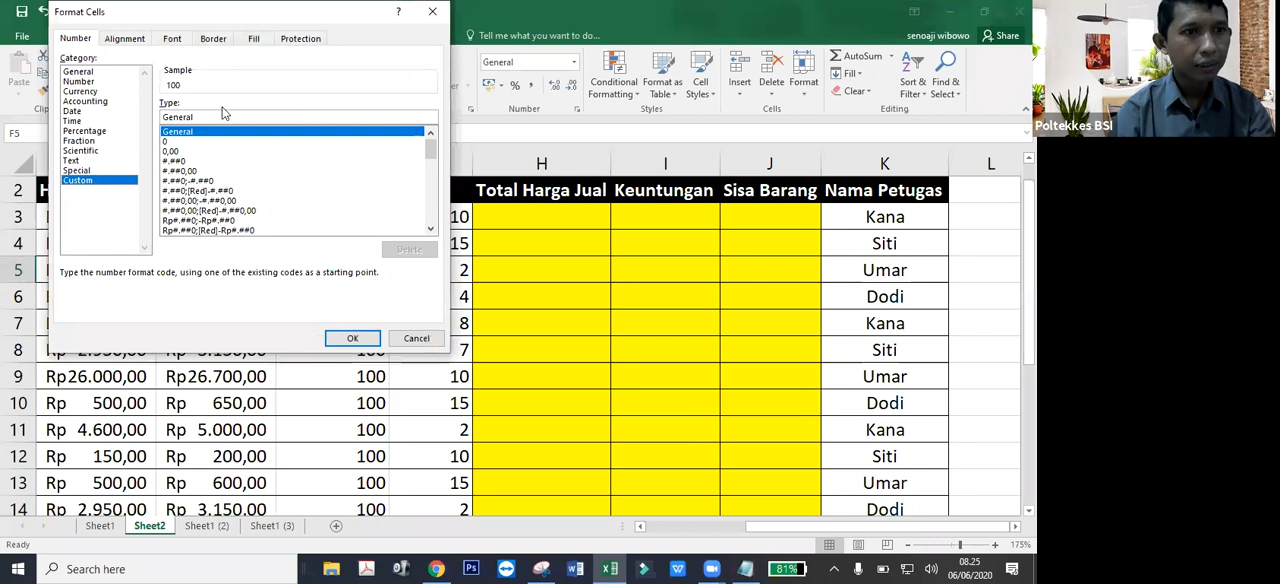 Format Cells
? ×
Number Alignment Font Border Fill Protection
Category:
General
Number
Currency
Accounting
Date
Time
Percentage
Fraction
Scientific
Text
Special
Custom
Sample
100
Type:
General
General
0
0,00
#.##0
#.##0,00
#.##0;-#.##0
#.##0;[Red]-#.##0
#.##0,00;-#.##0,00
#.##0,00;[Red]-#.##0,00
Rp#.##0;-Rp#.##0
Rp#.##0;[Red]-Rp#.##0
Delete
Type the number format code, using one of the existing codes as a starting point.
OK Cancel
File
Paste
Tell me what you want to do...
senoaji wibowo Share
General
% ,
Number
Conditional Formatting
Format as Table
Cell Styles
Styles
Insert Delete Format
Cells
AutoSum
Fill
Clear
Sort & Filter
Find & Select
Editing
F5
H I J K L
2 H Total Harga Jual Keuntungan Sisa Barang Nama Petugas
3 10 Kana
4 15 Siti
5 2 Umar
6 4 Dodi
7 8 Kana
8 7 Siti
9 Rp26.000,00 Rp26.700,00 100 10 Umar
10 Rp 500,00 Rp 650,00 100 15 Dodi
11 Rp 4.600,00 Rp 5.000,00 100 2 Kana
12 Rp 150,00 Rp 200,00 100 10 Siti
13 Rp 500,00 Rp 600,00 100 15 Umar
14 Rp 2.950,00 Rp 3.150,00 100 2 Dodi
Sheet1 Sheet2 Sheet1 (2) Sheet1 (3)
Ready 175%
Search here
81%
08.25
06/06/2020
Poltekkes BSI